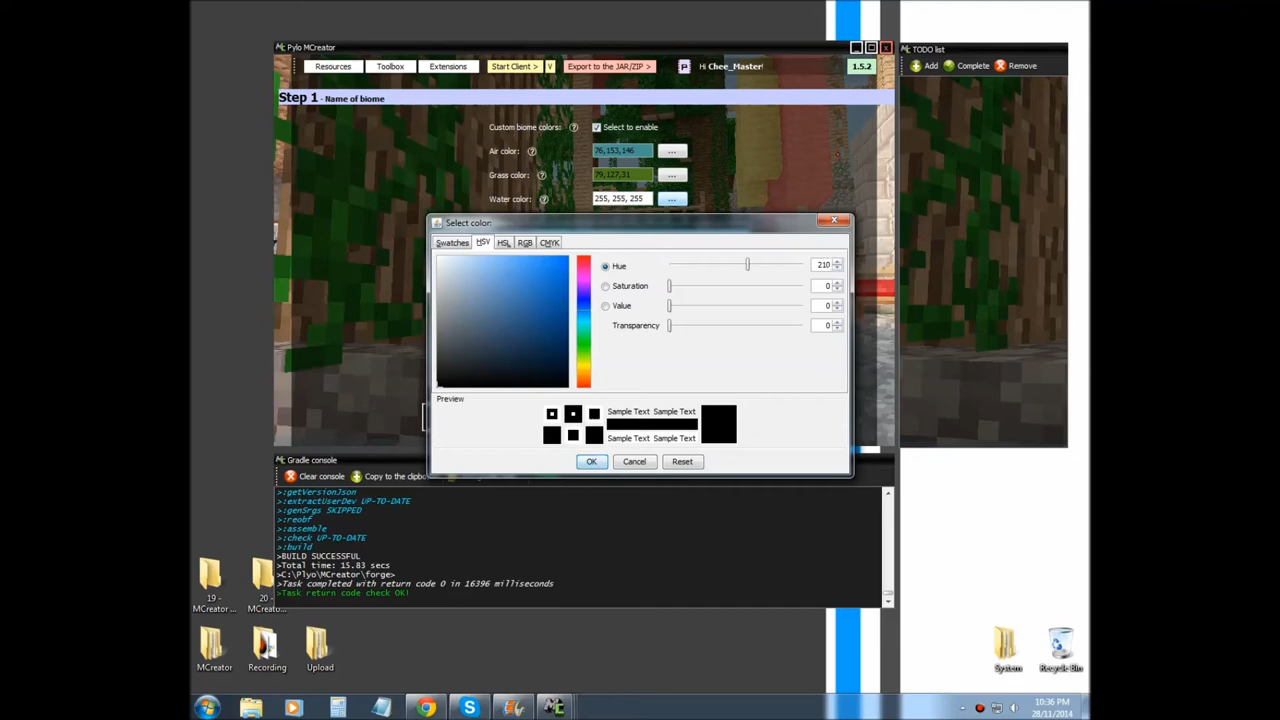 Pylo MCreator
Resources
Toolbox
Extensions
Start Client >
V
Export to the JAR/ZIP >
P
Hi Chee_Master!
1.5.2
TODO list
Add
Complete
Remove
Step 1 - Name of biome
Custom biome colors:
Select to enable
Air color:
76,153,146
...
Grass color:
79,127,31
...
Water color:
255, 255, 255
...
Select color:
Swatches
HSV
HSL
RGB
CMYK
Hue
210
Saturation
0
Value
0
Transparency
0
Preview
Sample Text Sample Text
Sample Text Sample Text
OK
Cancel
Reset
Gradle console
Clear console
Copy to the clipbo
>:getVersionJson
>:extractUserDev UP-TO-DATE
>:genSrgs SKIPPED
>:reobf
>:assemble
>:check UP-TO-DATE
>:build
>BUILD SUCCESSFUL
>Total time: 15.83 secs
>C:\Plyo\MCreator\forge>
>Task completed with return code 0 in 16396 milliseconds
>Task return code check OK!
19 -
MCreator ...
20 -
MCreato...
MCreator
Recording
Upload
System
Recycle Bin
10:36 PM
28/11/2014